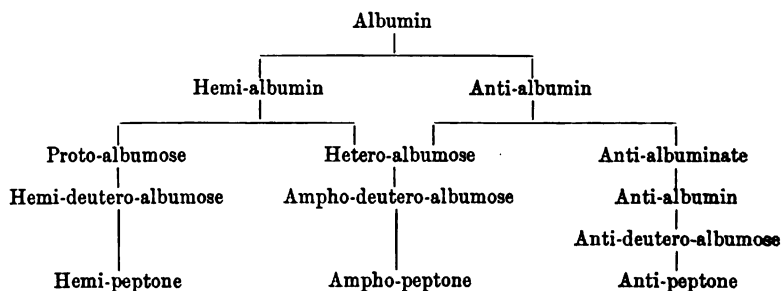 Albumin
Hemi-albumin Anti-albumin
Proto-albumose Hetero-albumose Anti-albuminate
Hemi-deutero-albumose Ampho-deutero-albumose Anti-albumin
Anti-deutero-albumose
Hemi-peptone Ampho-peptone Anti-peptone